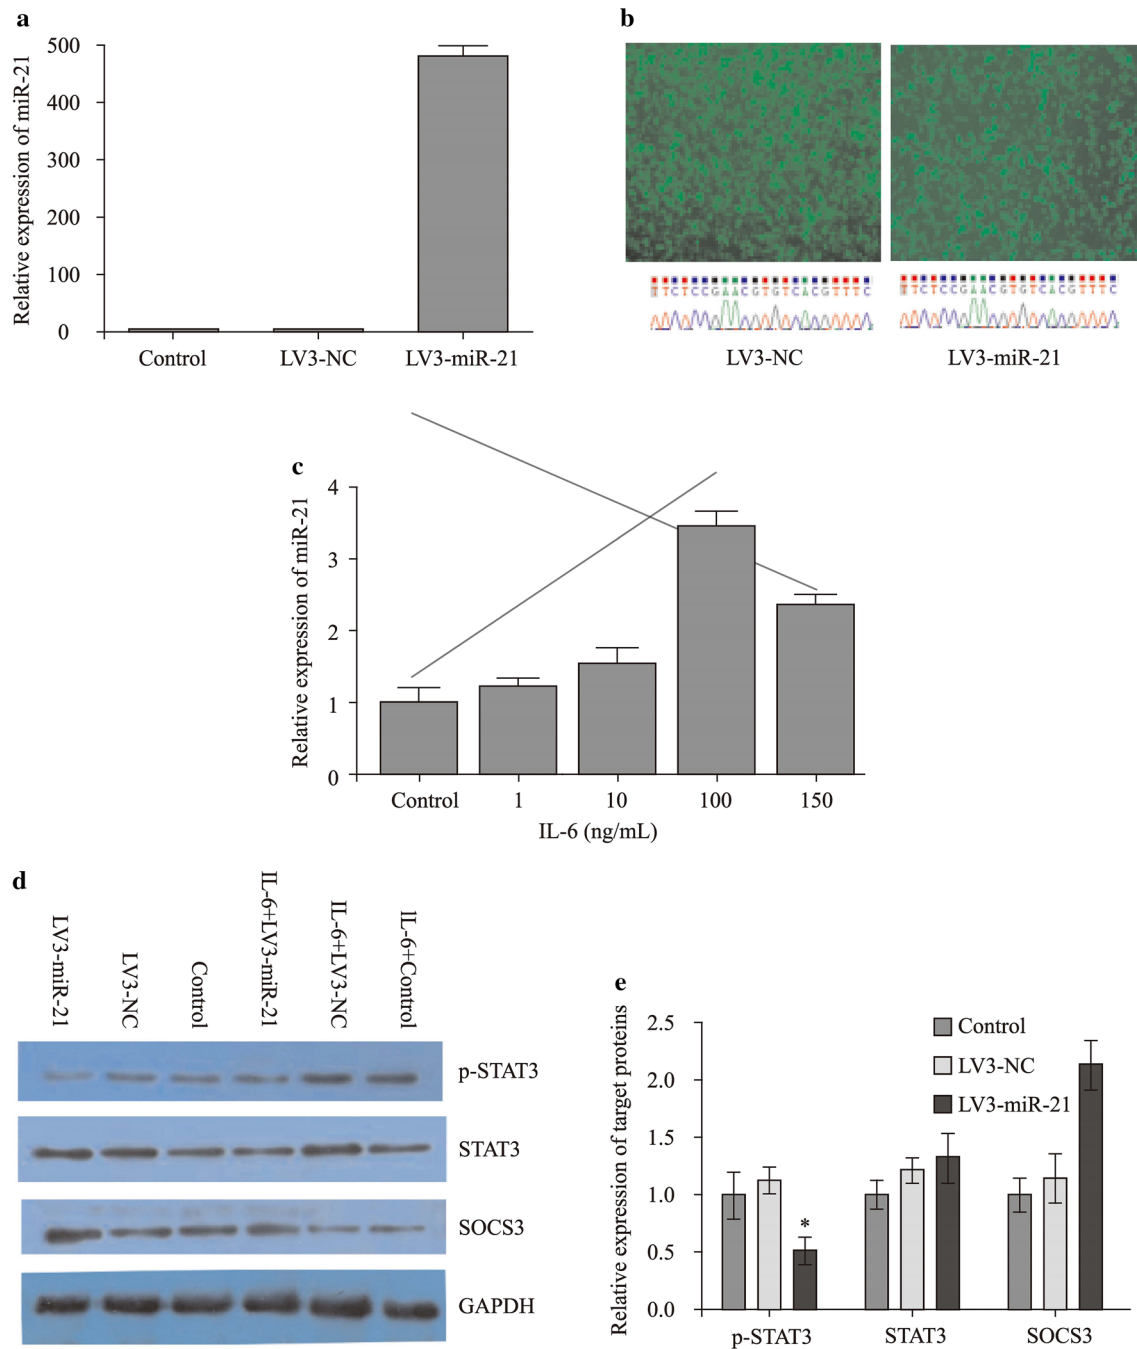 a
Relative expression of miR-21
500
400
300
200
100
0
Control
LV3-NC
LV3-miR-21
b
TTCTCCGAACGTGTCACGTTTC
TTCTCCGAACGTGTCACGTTTC
LV3-NC
LV3-miR-21
c
Relative expression of miR-21
4
3
2
1
0
Control
1
10
100
150
IL-6 (ng/mL)
d
LV3-miR-21
LV3-NC
Control
IL-6+LV3-miR-21
IL-6+LV3-NC
lL-6+Control
p-STAT3
STAT3
SOCS3
GAPDH
e
Relative expression of target proteins
2.5
2.0
1.5
1.0
0.5
0.0
Control
LV3-NC
LV3-miR-21
*
p-STAT3
STAT3
SOCS3